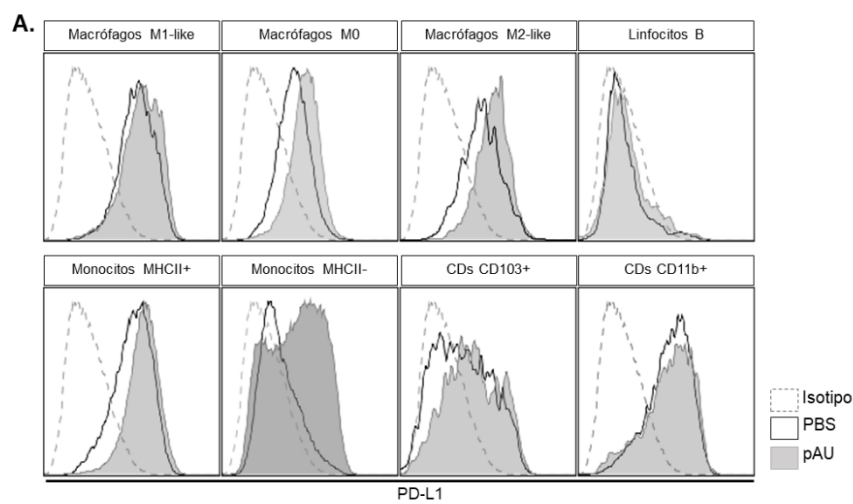 A.
Macrófagos M1-like
Macrófagos M0
Macrófagos M2-like
Linfocitos B
Monocitos MHCII+
Monocitos MHCII-
CDs CD103+
CDs CD11b+
Isotipo
PBS
pAU
PD-L1